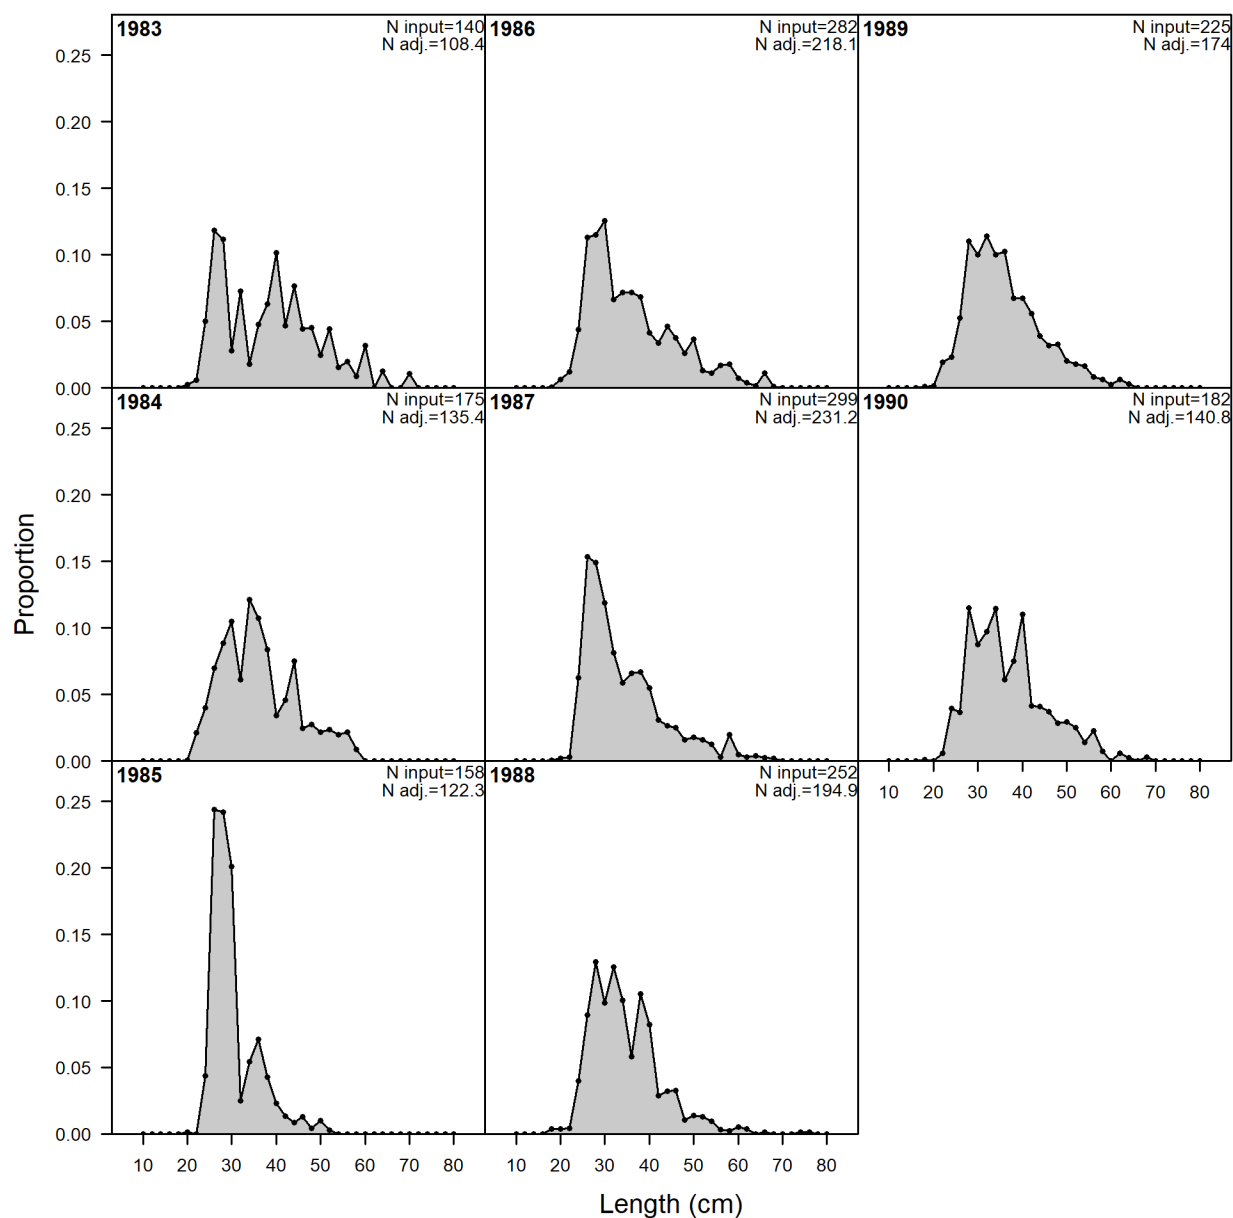 1983
N input=140
N adj.=108.4
1986
N input=282
N adj.=218.1
1989
N input=225
N adj.=174
0.25
0.20
0.15
0.10
0.05
0.00
1984
N input=175
N adj.=135.4
1987
N input=299
N adj.=231.2
1990
N input=182
N adj.=140.8
0.25
0.20
0.15
0.10
0.05
0.00
Proportion
1985
N input=158
N adj.=122.3
1988
N input=252
N adj.=194.9
10 20 30 40 50 60 70 80
0.25
0.20
0.15
0.10
0.05
0.00
10 20 30 40 50 60 70 80
10 20 30 40 50 60 70 80
Length (cm)